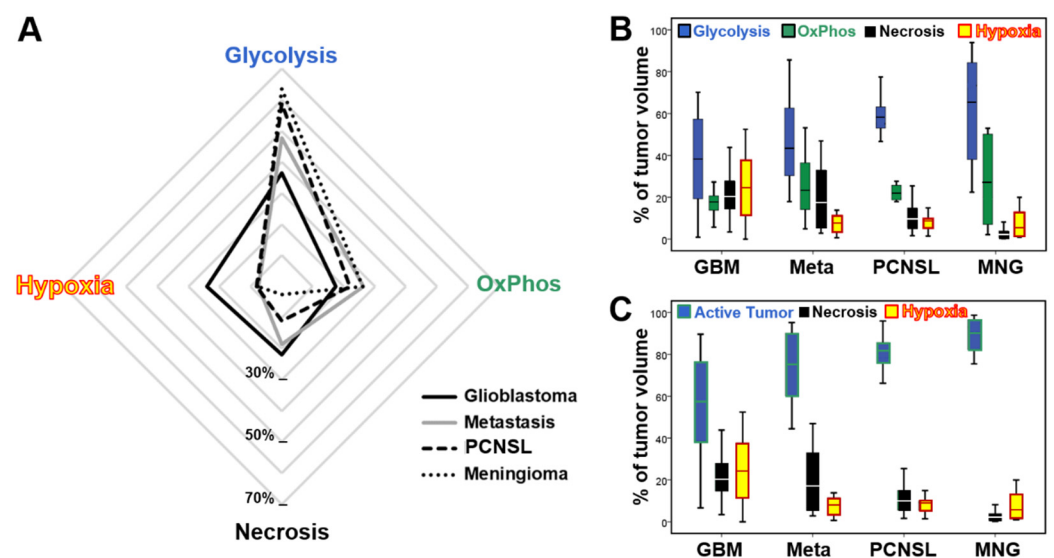 A
Glycolysis
Hypoxia
OxPhos
30%
50%
70%
Necrosis
Glioblastoma
Metastasis
PCNSL
Meningioma
B
Glycolysis OxPhos Necrosis Hypoxia
% of tumor volume
100
80
60
40
20
0
GBM Meta PCNSL MNG
C
Active Tumor Necrosis Hypoxia
% of tumor volume
100
80
60
40
20
0
GBM Meta PCNSL MNG